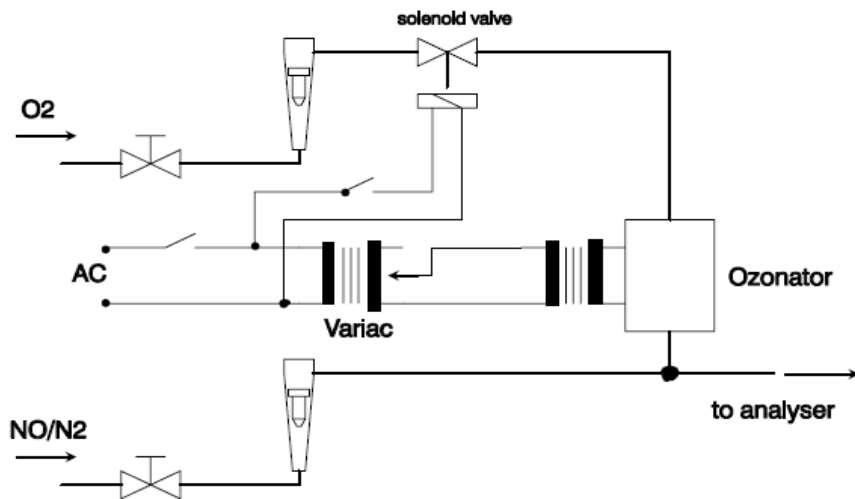 solenoid valve
O2
AC
Ozonator
Variac
to analyser
NO/N2